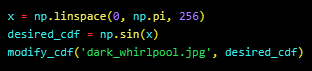 x = np.linspace(0, np.pi, 256)
desired_cdf = np.sin(x)
modify_cdf('dark_whirlpool.jpg', desired_cdf)